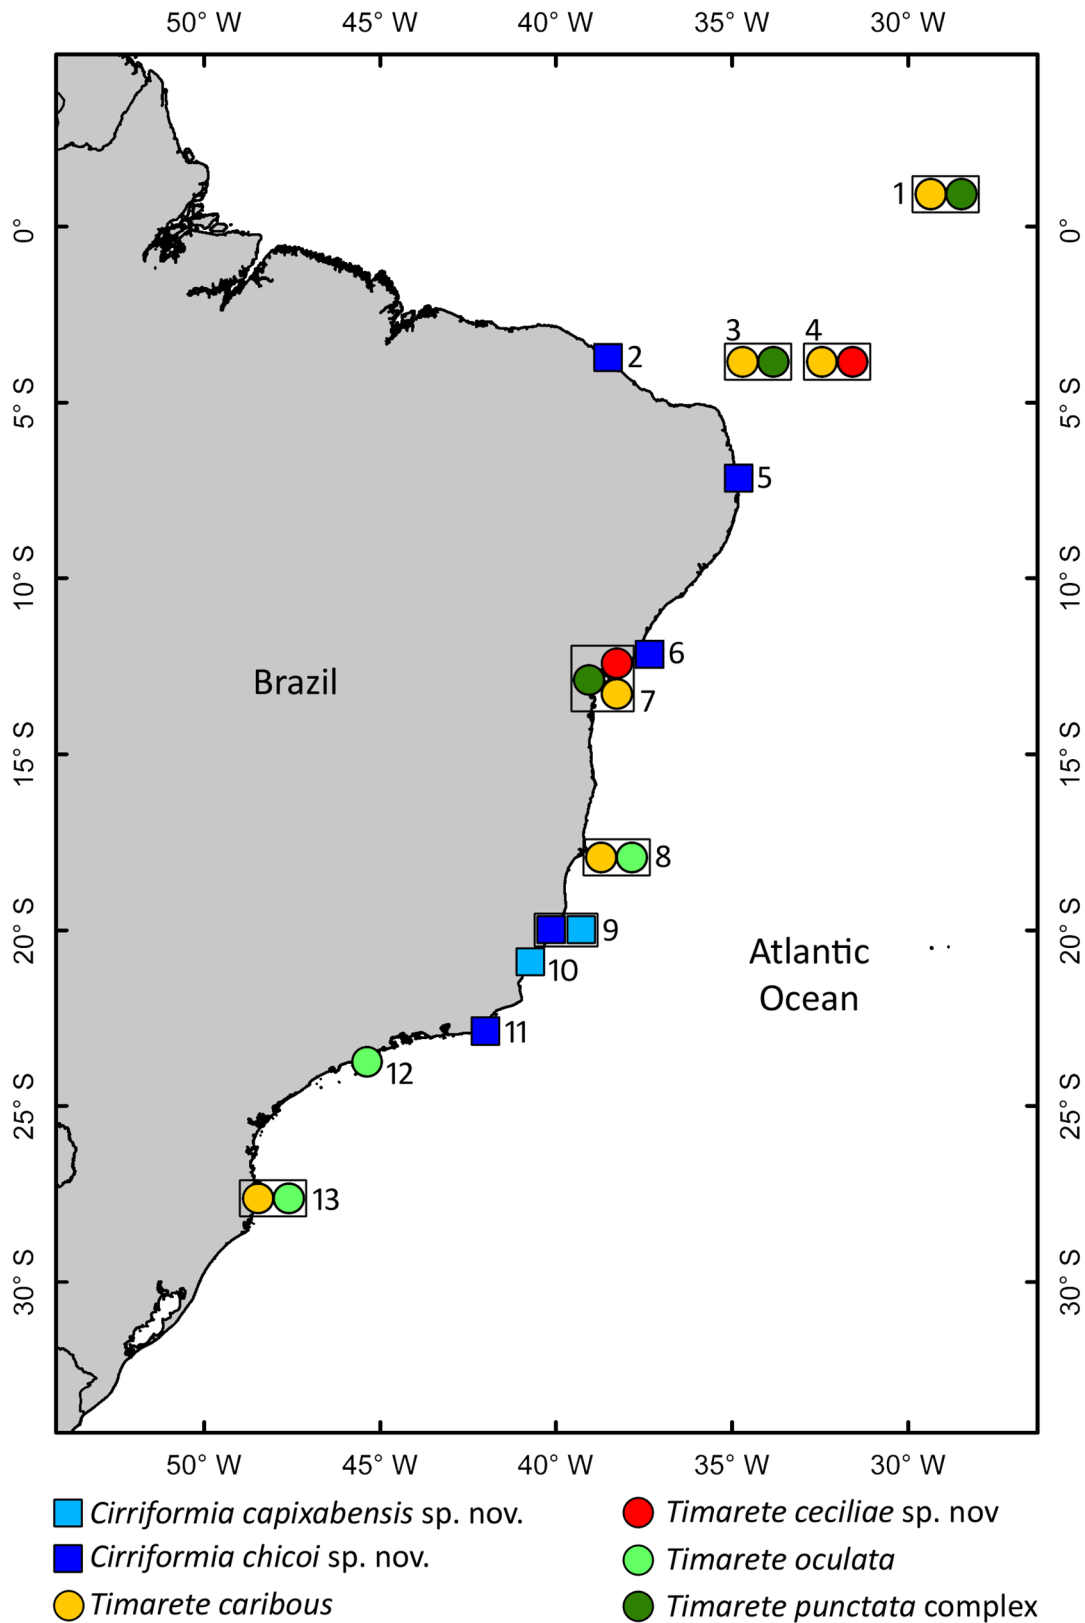 50° W 45° W 40° W 35° W 30° W
1
0° 0°
3 4
2
5° S 5° S
5
10° S 10° S
6
Brazil
7
15° S 15° S
8
20° S 9 20° S
Atlantic
Ocean
10
11
12
25° S 25° S
13
30° S 30° S
50° W 45° W 40° W 35° W 30° W
Cirriformia capixabensis sp. nov.
Cirriformia chicoi sp. nov.
Timarete caribous
Timarete ceciliae sp. nov
Timarete oculata
Timarete punctata complex